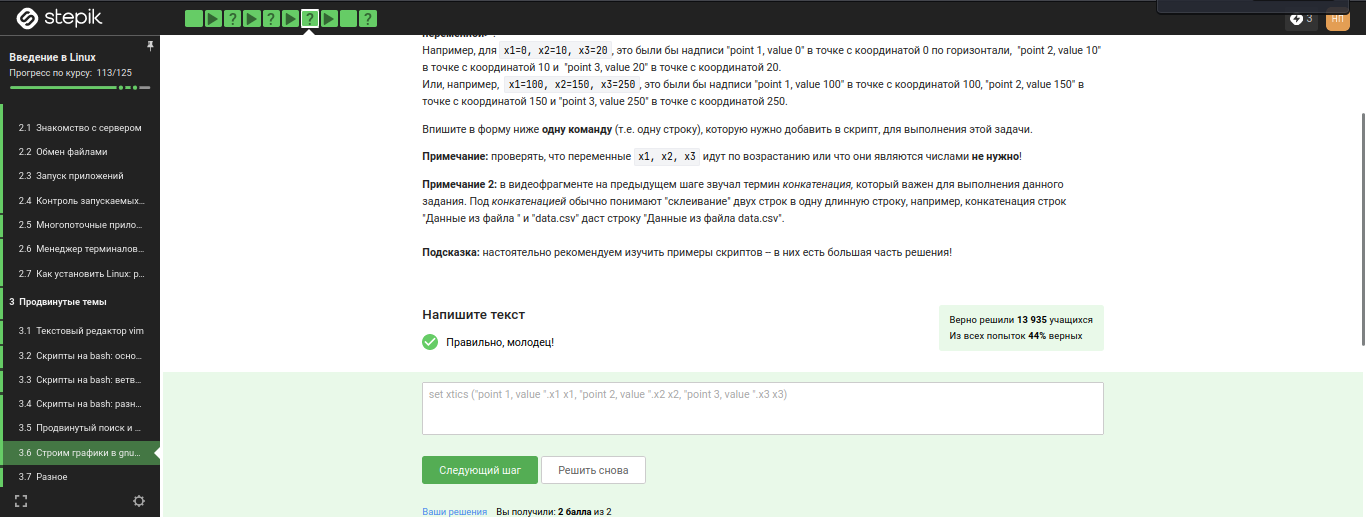 stepik
3
НП
Введение в Linux
Прогресс по курсу: 113/125
2.1 Знакомство с сервером
2.2 Обмен файлами
2.3 Запуск приложений
2.4 Контроль запускаемых...
2.5 Многопоточные прило...
2.6 Менеджер терминалов...
2.7 Как установить Linux: р...
3 Продвинутые темы
3.1 Текстовый редактор vim
3.2 Скрипты на bash: осно...
3.3 Скрипты на bash: ветв...
3.4 Скрипты на bash: разн...
3.5 Продвинутый поиск и ...
3.6 Строим графики в gnu...
3.7 Разное
Например, для x1=0, x2=10, x3=20, это были бы надписи "point 1, value 0" в точке с координатой 0 по горизонтали, "point 2, value 10"
в точке с координатой 10 и "point 3, value 20" в точке с координатой 20.
Или, например, x1=100, x2=150, x3=250, это были бы надписи "point 1, value 100" в точке с координатой 100, "point 2, value 150" в
точке с координатой 150 и "point 3, value 250" в точке с координатой 250.
Впишите в форму ниже одну команду (т.е. одну строку), которую нужно добавить в скрипт, для выполнения этой задачи.
Примечание: проверять, что переменные x1, x2, x3 идут по возрастанию или что они являются числами не нужно!
Примечание 2: в видеофрагменте на предыдущем шаге звучал термин конкатенация, который важен для выполнения данного
задания. Под конкатенацией обычно понимают "склеивание" двух строк в одну длинную строку, например, конкатенация строк
"Данные из файла " и "data.csv" даст строку "Данные из файла data.csv".
Подсказка: настоятельно рекомендуем изучить примеры скриптов – в них есть большая часть решения!
Напишите текст
Верно решили 13 935 учащихся
Из всех попыток 44% верных
Правильно, молодец!
set xtics ("point 1, value ".x1 x1, "point 2, value ".x2 x2, "point 3, value ".x3 x3)
Следующий шаг
Решить снова
Ваши решения Вы получили: 2 балла из 2